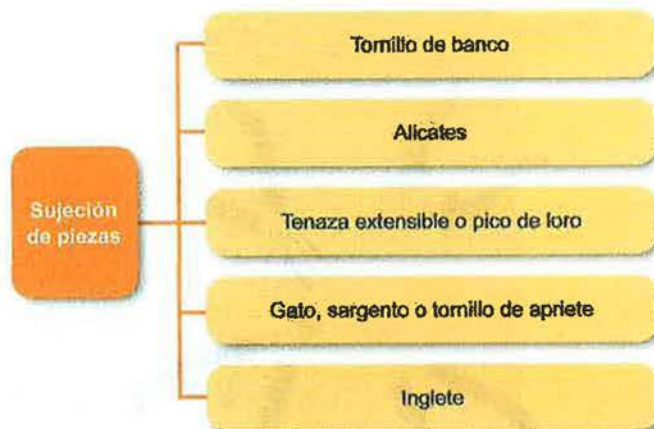 Tornillo de banco
Alicates
Sujeción
de piezas
Tenaza extensible o pico de loro
Gato, sargento o tornillo de apriete
Inglete